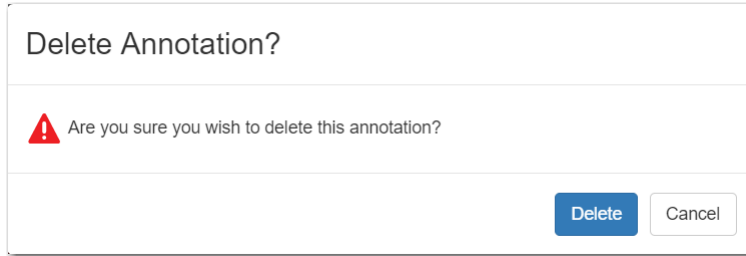 Delete Annotation?
Are you sure you wish to delete this annotation?
Delete Cancel